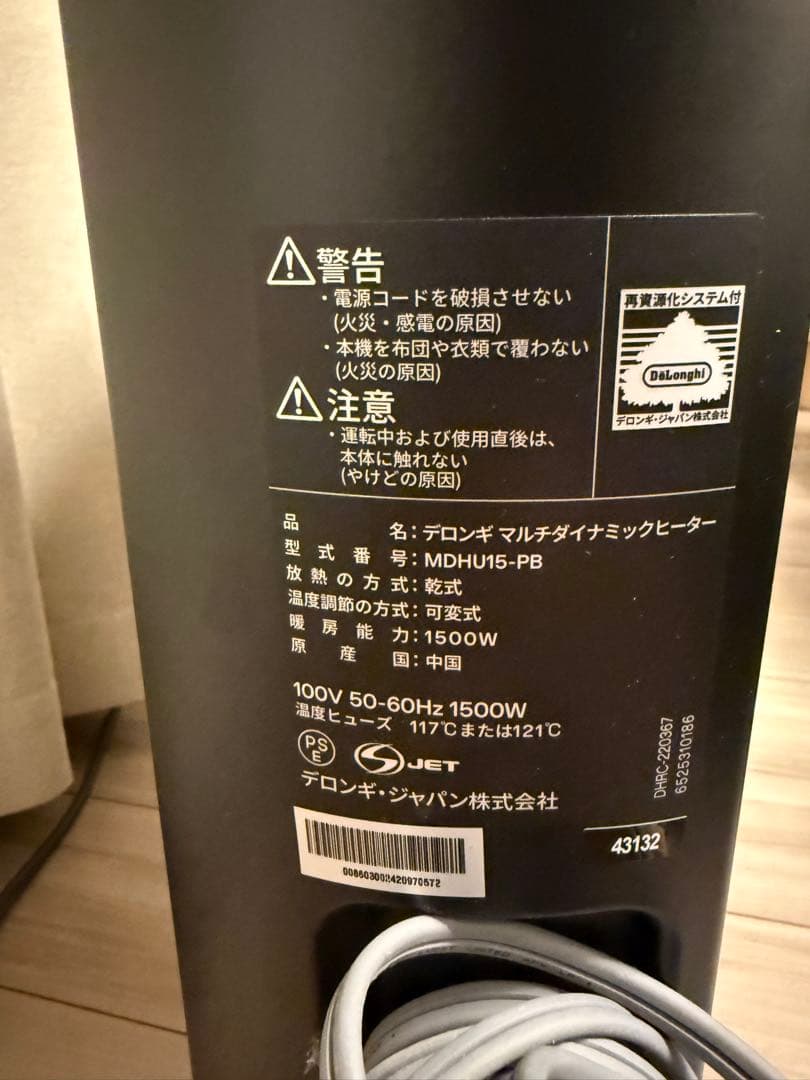 警告
・電源コードを破損させない
(火災・感電の原因)
・本機を布団や衣類で覆わない
(火災の原因)
注意
・運転中および使用直後は、
本体に触れない
(やけどの原因)
再資源化システム付
DeLonghi
デロンギ・ジャパン株式会社
品名：デロンギ マルチダイナミックヒーター
型式番号：MDHU15-PB
放熱の方式：乾式
温度調節の方式：可変式
暖房能力：1500W
原産国：中国
100V 50-60Hz 1500W
温度ヒューズ 117℃または121℃
PSE JET
デロンギ・ジャパン株式会社
DHRC-220367
6525310186
43132